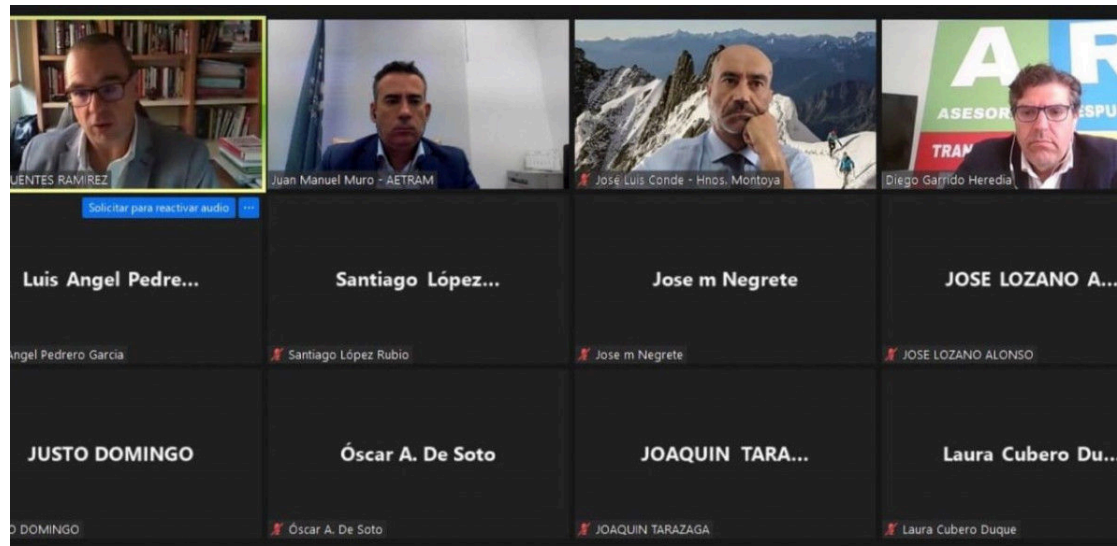 UENTES RAMIREZ
Juan Manuel Muro - AETRAM
José Luis Conde - Hnos. Montoya
A R
ASESOR ESPU
TRAN
Diego Garrido Heredia
Solicitar para reactivar audio ...
Luis Angel Pedre...
Santiago López...
Jose m Negrete
JOSE LOZANO A...
Angel Pedrero Garcia
Santiago López Rubio
Jose m Negrete
JOSE LOZANO ALONSO
JUSTO DOMINGO
Óscar A. De Soto
JOAQUIN TARA...
Laura Cubero Du...
O DOMINGO
Óscar A. De Soto
JOAQUIN TARAZAGA
Laura Cubero Duque